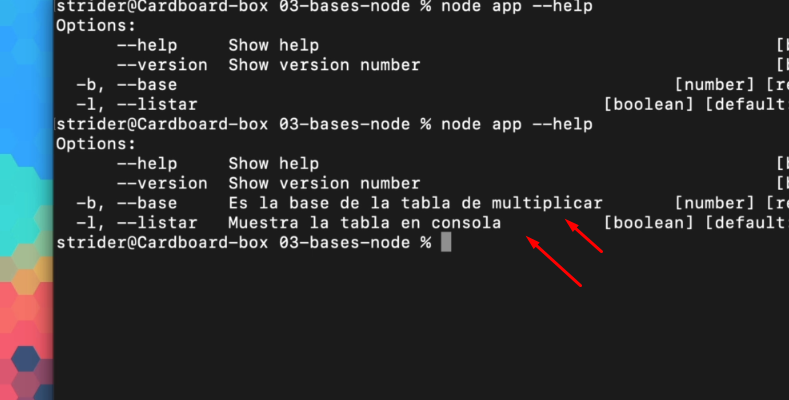 strider@Cardboard-box 03-bases-node % node app --help
Options:
--help Show help [b
--version Show version number [b
-b, --base [number] [re
-l, --listar [boolean] [default:
strider@Cardboard-box 03-bases-node % node app --help
Options:
--help Show help [b
--version Show version number [b
-b, --base Es la base de la tabla de multiplicar [number] [re
-l, --listar Muestra la tabla en consola [boolean] [default:
strider@Cardboard-box 03-bases-node %